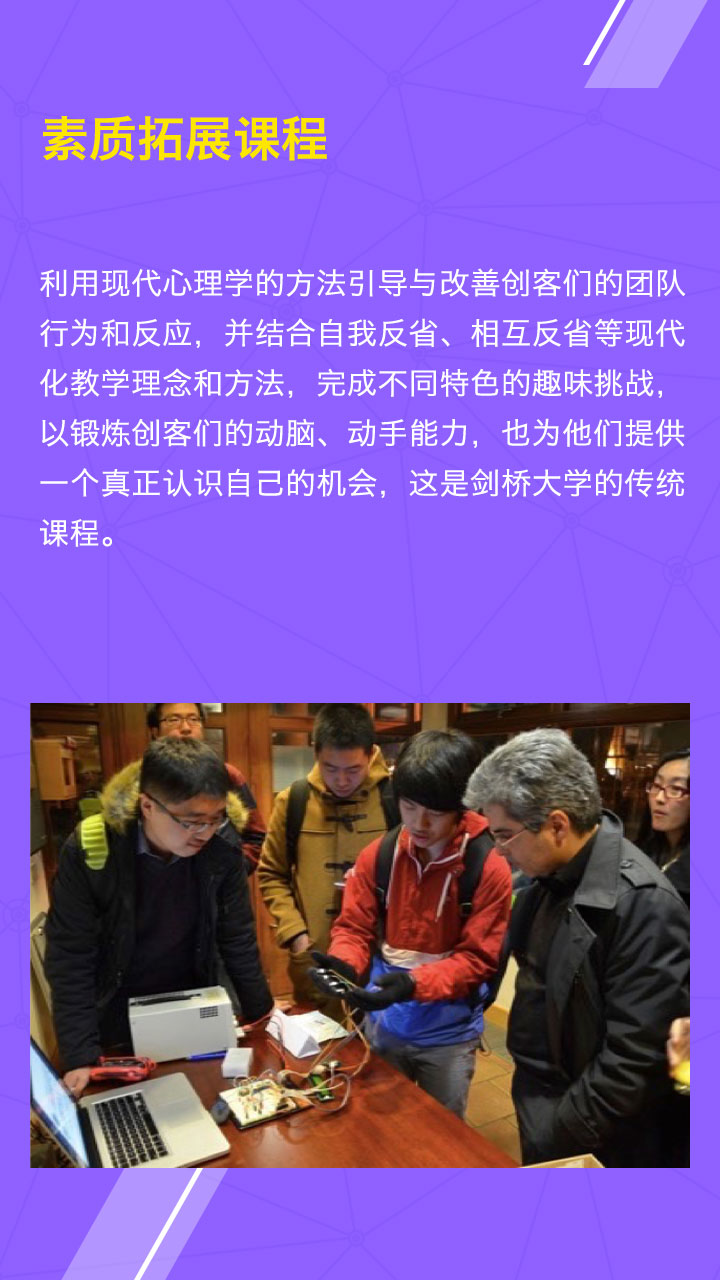 素质拓展课程
利用现代心理学的方法引导与改善创客们的团队
行为和反应，并结合自我反省、相互反省等现代
化教学理念和方法，完成不同特色的趣味挑战，
以锻炼创客们的动脑、动手能力，也为他们提供
一个真正认识自己的机会，这是剑桥大学的传统
课程。